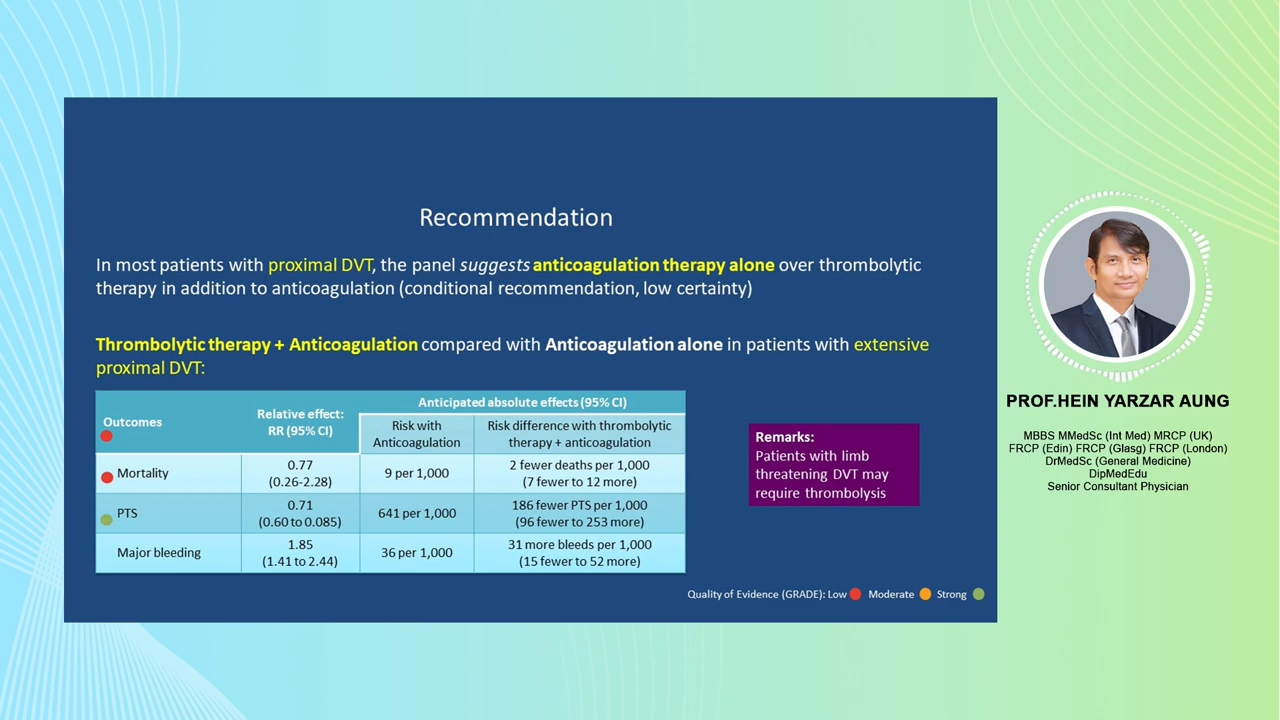 Recommendation
In most patients with proximal DVT, the panel suggests anticoagulation therapy alone over thrombolytic
therapy in addition to anticoagulation (conditional recommendation, low certainty)
Thrombolytic therapy + Anticoagulation compared with Anticoagulation alone in patients with extensive
proximal DVT:
Outcomes
Relative effect:
RR (95% CI)
Anticipated absolute effects (95% CI)
Risk with
Anticoagulation
Risk difference with thrombolytic
therapy + anticoagulation
Mortality
0.77
(0.26-2.28)
9 per 1,000
2 fewer deaths per 1,000
(7 fewer to 12 more)
PTS
0.71
(0.60 to 0.085)
641 per 1,000
186 fewer PTS per 1,000
(96 fewer to 253 more)
Major bleeding
1.85
(1.41 to 2.44)
36 per 1,000
31 more bleeds per 1,000
(15 fewer to 52 more)
Remarks:
Patients with limb
threatening DVT may
require thrombolysis
Quality of Evidence (GRADE): Low Moderate Strong
PROF.HEIN YARZAR AUNG
MBBS MMedSc (Int Med) MRCP (UK)
FRCP (Edin) FRCP (Glasg) FRCP (London)
DrMedSc (General Medicine)
DipMedEdu
Senior Consultant Physician